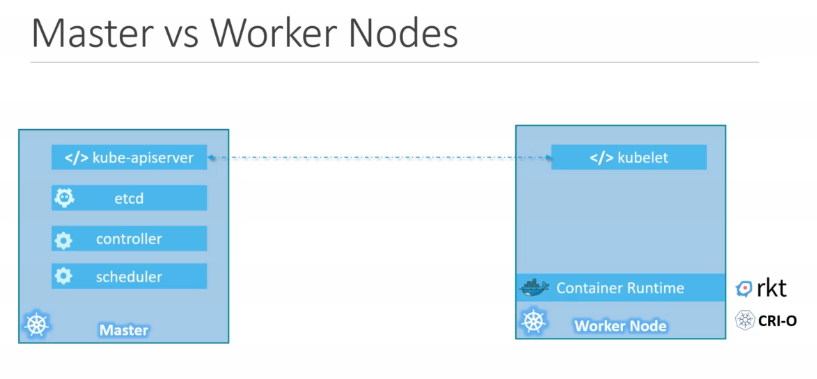 Master vs Worker Nodes
</> kube-apiserver
etcd
controller
scheduler
Master
</> kubelet
Container Runtime
Worker Node
rkt
CRI-O